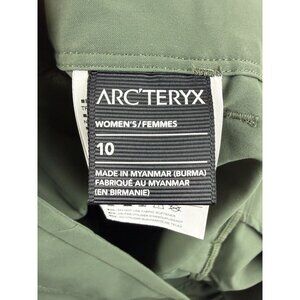 ARC'TERYX
WOMEN'S/FEMMES
10
MADE IN MYANMAR (BURMA)
FABRIQUÉ AU MYANMAR
(EN BIRMANIE)